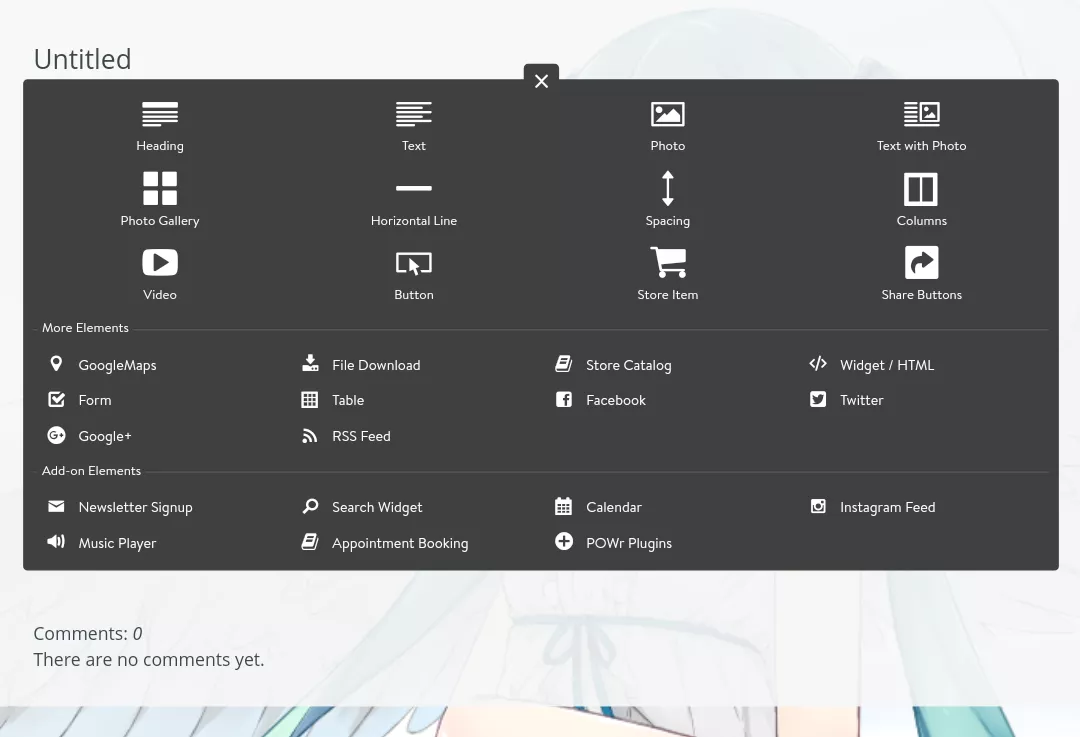 Untitled
Heading
Text
Photo
Text with Photo
Photo Gallery
Horizontal Line
Spacing
Columns
Video
Button
Store Item
Share Buttons
More Elements
GoogleMaps
File Download
Store Catalog
Widget / HTML
Form
Table
Facebook
Twitter
Google+
RSS Feed
Add-on Elements
Newsletter Signup
Search Widget
Calendar
Instagram Feed
Music Player
Appointment Booking
POWr Plugins
Comments: 0
There are no comments yet.